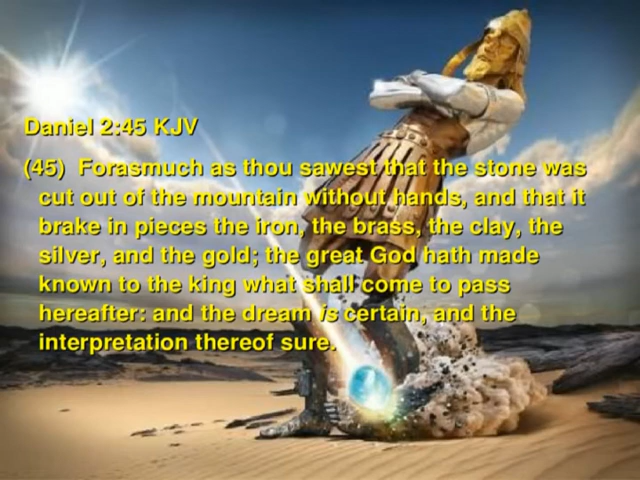 Daniel 2:45 KJV
(45)  Forasmuch as thou sawest that the stone was
cut out of the mountain without hands, and that it
brake in pieces the iron, the brass, the clay, the
silver, and the gold; the great God hath made
known to the king what shall come to pass
hereafter: and the dream is certain, and the
interpretation thereof sure.